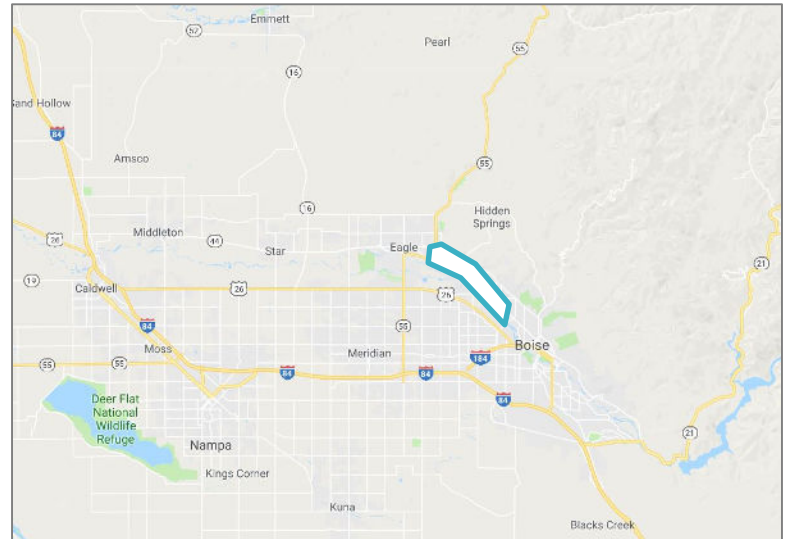 Emmett
52
Pearl
55
16
Sand Hollow
84
Amsco
55
16
Hidden
Springs
Middleton
44
Star
Eagle
26
21
19
Caldwell
26
26
84
55
Boise
Moss
Meridian
184
55
55
84
84
84
Deer Flat
National
Wildlife
Refuge
21
Nampa
Kings Corner
Kuna
Blacks Creek